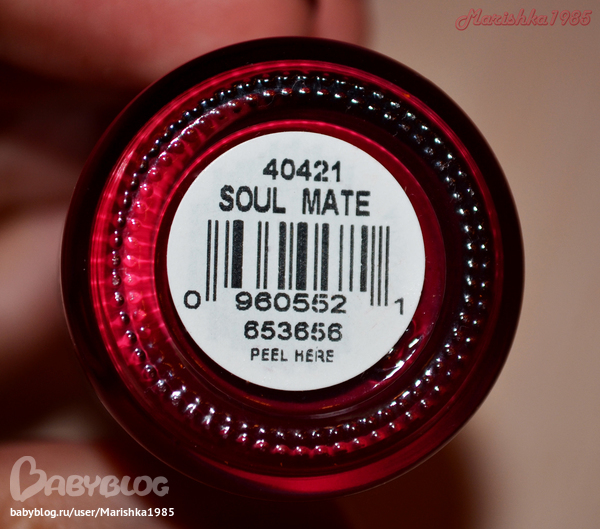 Marishka1985
40421
SOUL MATE
0 960552 1
653656
PEEL HERE
BABYBLOG
babyblog.ru/user/Marishka1985